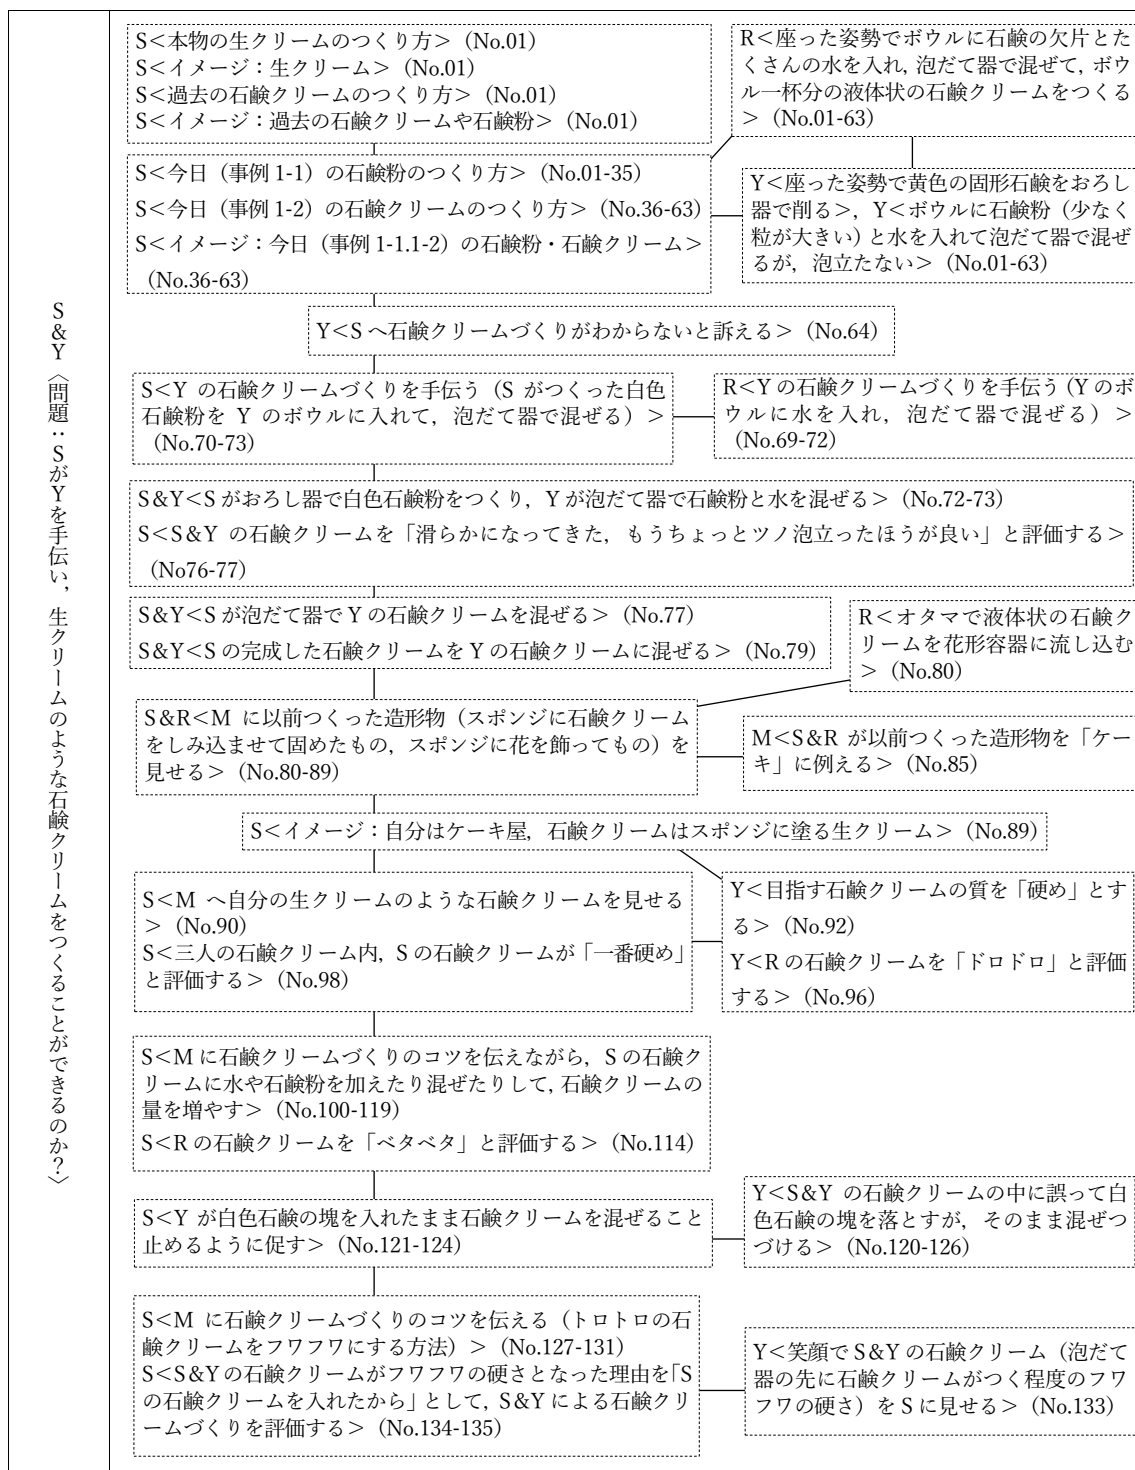 S&Y〈問題：SがYを手伝い，生クリームのような石鹸クリームをつくることができるのか？〉
S＜本物の生クリームのつくり方＞（No.01）
S＜イメージ：生クリーム＞（No.01）
S＜過去の石鹸クリームのつくり方＞（No.01）
S＜イメージ：過去の石鹸クリームや石鹸粉＞（No.01）
R＜座った姿勢でボウルに石鹸の欠片とた
くさんの水を入れ，泡だて器で混ぜて，ボウ
ル一杯分の液体状の石鹸クリームをつくる
＞（No.01-63）
S＜今日（事例 1-1）の石鹸粉のつくり方＞（No.01-35）
S＜今日（事例 1-2）の石鹸クリームのつくり方＞（No.36-63）
S＜イメージ：今日（事例 1-1.1-2）の石鹸粉・石鹸クリーム＞
（No.36-63）
Y＜座った姿勢で黄色の固形石鹸をおろし
器で削る＞，Y＜ボウルに石鹸粉（少なく
粒が大きい）と水を入れて泡だて器で混ぜ
るが，泡立たない＞（No.01-63）
Y＜S へ石鹸クリームづくりがわからないと訴える＞（No.64）
S＜Y の石鹸クリームづくりを手伝う（S がつくった白色
石鹸粉を Y のボウルに入れて，泡だて器で混ぜる）＞
（No.70-73）
R＜Y の石鹸クリームづくりを手伝う（Y のボ
ウルに水を入れ，泡だて器で混ぜる）＞
（No.69-72）
S&Y＜S がおろし器で白色石鹸粉をつくり，Y が泡だて器で石鹸粉と水を混ぜる＞（No.72-73）
S＜S&Y の石鹸クリームを「滑らかになってきた，もうちょっとツノ泡立ったほうが良い」と評価する＞
（No76-77）
S&Y＜S が泡だて器で Y の石鹸クリームを混ぜる＞（No.77）
S&Y＜S の完成した石鹸クリームを Y の石鹸クリームに混ぜる＞（No.79）
R＜オタマで液体状の石鹸ク
リームを花形容器に流し込む
＞（No.80）
S&R＜M に以前つくった造形物（スポンジに石鹸クリーム
をしみ込ませて固めたもの，スポンジに花を飾ってもの）を
見せる＞（No.80-89）
M＜S&R が以前つくった造形物を「ケー
キ」に例える＞（No.85）
S＜イメージ：自分はケーキ屋，石鹸クリームはスポンジに塗る生クリーム＞（No.89）
S＜M へ自分の生クリームのような石鹸クリームを見せる
＞（No.90）
S＜三人の石鹸クリーム内，S の石鹸クリームが「一番硬め」
と評価する＞（No.98）
Y＜目指す石鹸クリームの質を「硬め」とす
る＞（No.92）
Y＜R の石鹸クリームを「ドロドロ」と評価
する＞（No.96）
S＜M に石鹸クリームづくりのコツを伝えながら，S の石鹸ク
リームに水や石鹸粉を加えたり混ぜたりして，石鹸クリームの
量を増やす＞（No.100-119）
S＜R の石鹸クリームを「ベタベタ」と評価する＞（No.114）
S＜Y が白色石鹸の塊を入れたまま石鹸クリームを混ぜること
止めるように促す＞（No.121-124）
Y＜S&Y の石鹸クリームの中に誤って白
色石鹸の塊を落とすが，そのまま混ぜつ
づける＞（No.120-126）
S＜M に石鹸クリームづくりのコツを伝える（トロトロの石
鹸クリームをフワフワにする方法）＞（No.127-131）
S＜S&Yの石鹸クリームがフワフワの硬さとなった理由を「S
の石鹸クリームを入れたから」として，S&Y による石鹸クリ
ームづくりを評価する＞（No.134-135）
Y＜笑顔で S&Y の石鹸クリーム（泡だて
器の先に石鹸クリームがつく程度のフワ
フワの硬さ）を S に見せる＞（No.133）